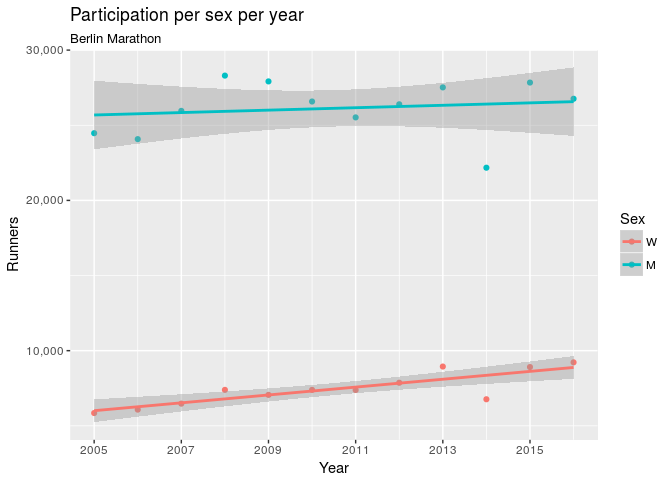 Participation per sex per year
Berlin Marathon
30,000
20,000
10,000
Runners
2005 2007 2009 2011 2013 2015
Year
Sex
W
M